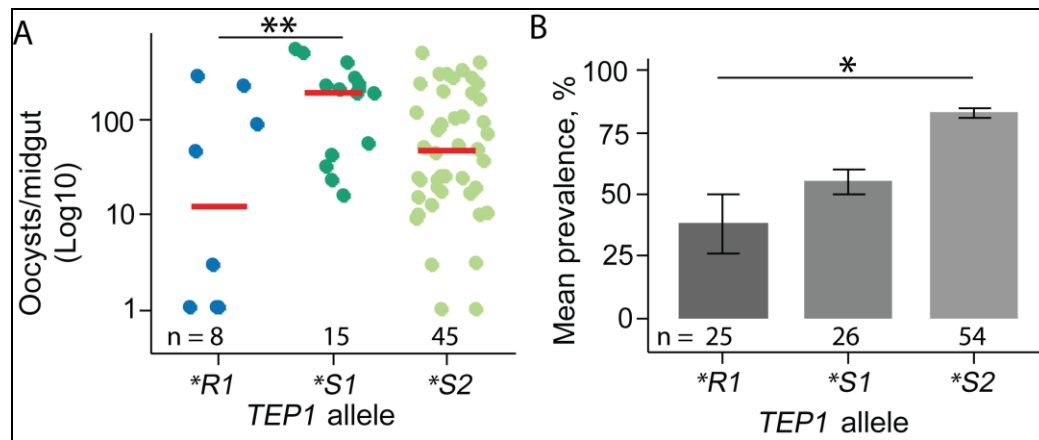 A
**
Oocysts/midgut
(Log10)
100
10
1
n = 8 15 45
*R1 *S1 *S2
TEP1 allele
B
*
Mean prevalence, %
100
75
50
25
0
n = 25 26 54
*R1 *S1 *S2
TEP1 allele